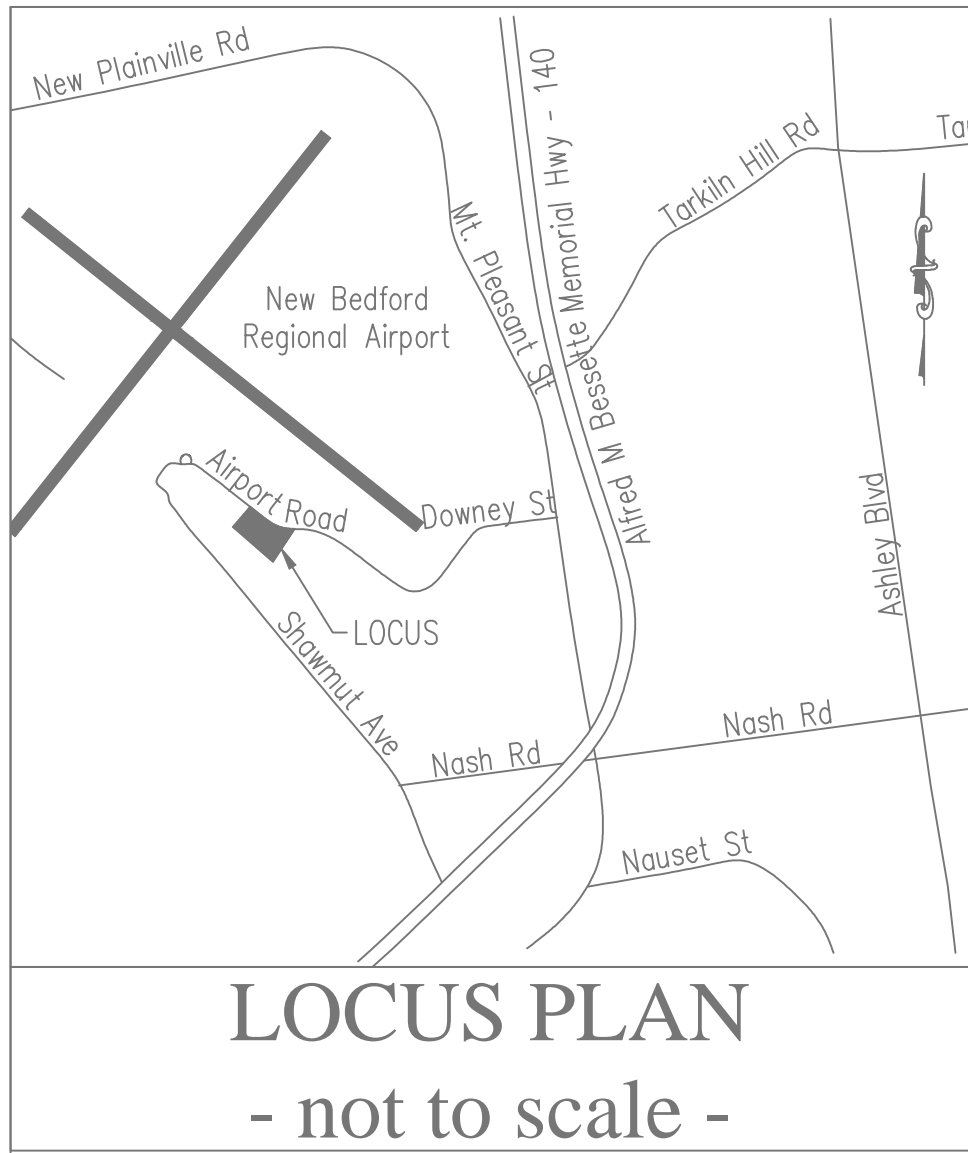 New Plainville Rd
Alfred M Bessette Memorial Hwy - 140
Tarkiln Hill Rd
Mt. Pleasant St
New Bedford
Regional Airport
Airport Road
Downey St
Ashley Blvd
LOCUS
Shawmut Ave
Nash Rd
Nash Rd
Nauset St
LOCUS PLAN
- not to scale -